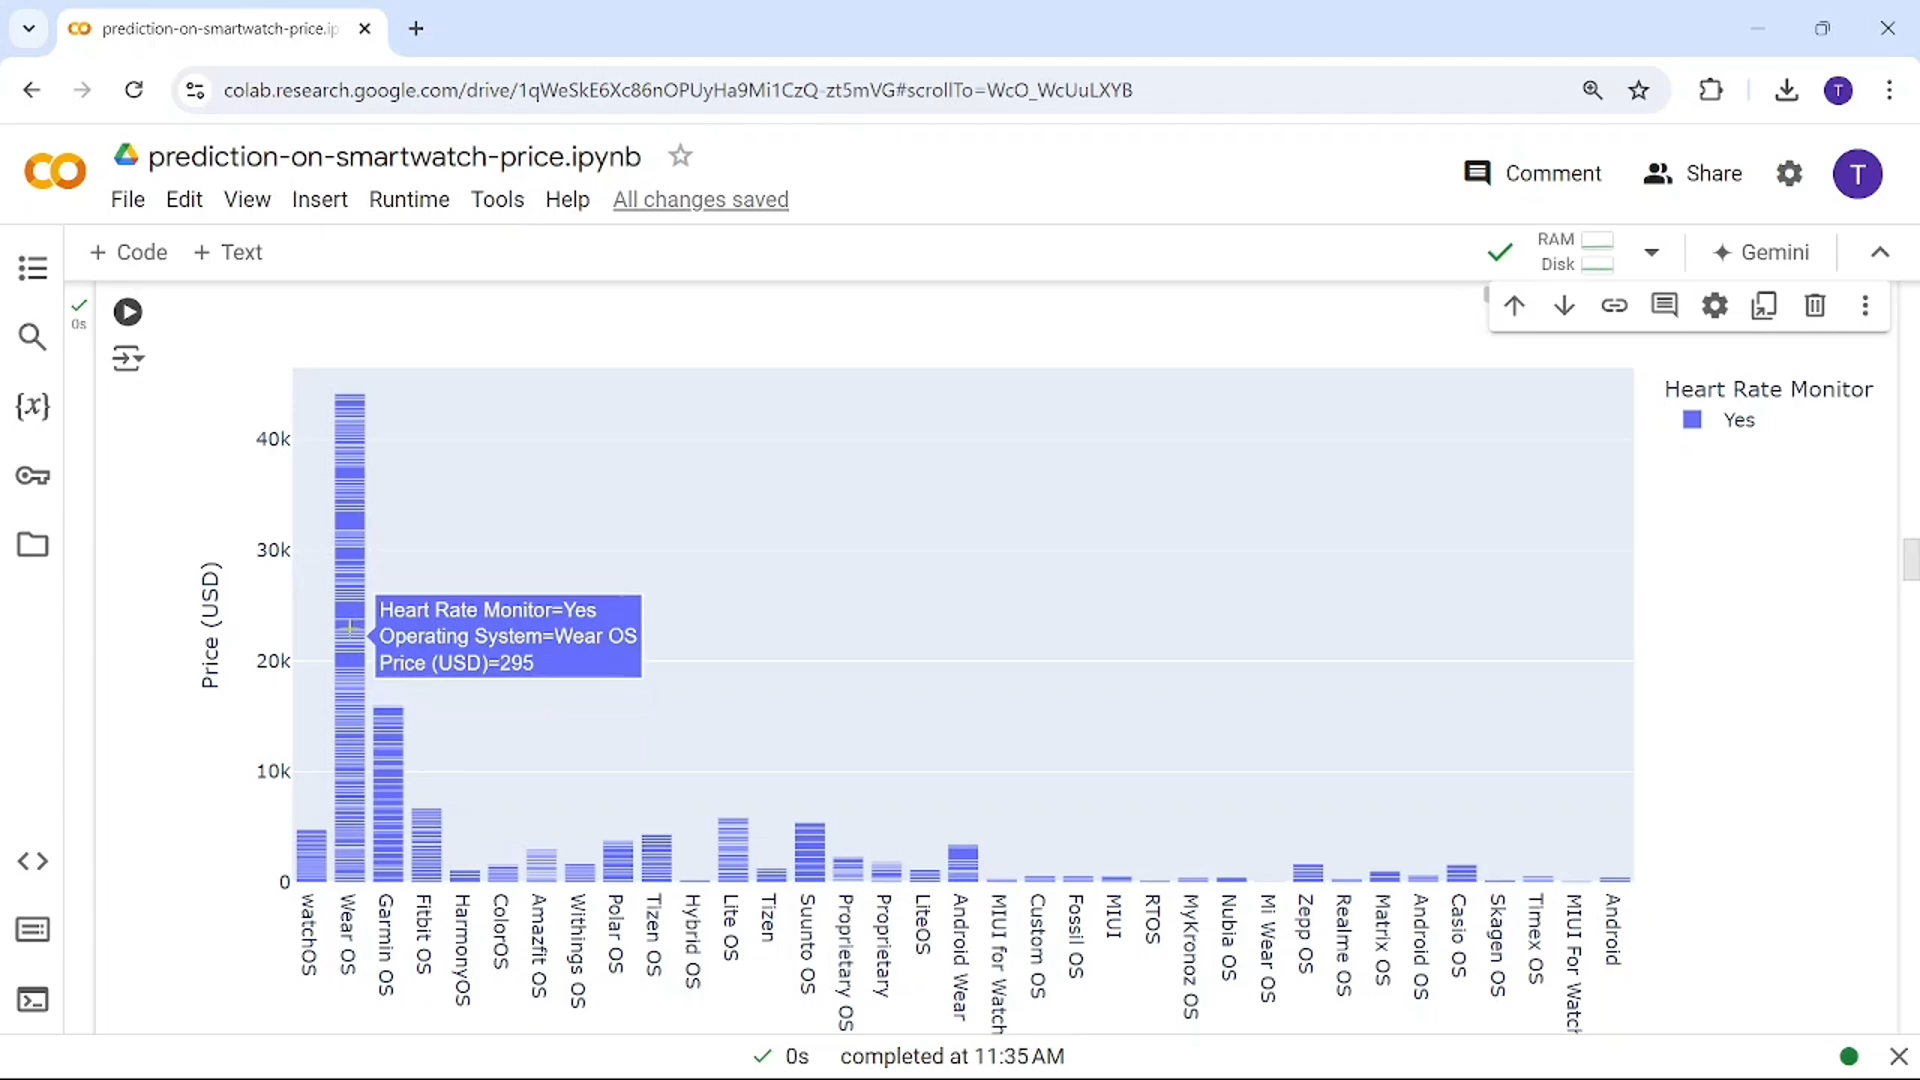 prediction-on-smartwatch-price.ip
colab.research.google.com/drive/1qWeSkE6Xc86nOPUyHa9Mi1CzQ-zt5mVG#scrollTo=WcO_WcUuLXYB
T
prediction-on-smartwatch-price.ipynb
Comment
Share
T
File Edit View Insert Runtime Tools Help All changes saved
+ Code + Text
RAM
Disk
Gemini
0s
Heart Rate Monitor
Yes
40k
30k
20k
10k
0
Price (USD)
Heart Rate Monitor=Yes
Operating System=Wear OS
Price (USD)=295
watchOS
Wear OS
Garmin OS
Fitbit OS
HarmonyOS
ColorOS
Amazfit OS
Withings OS
Polar OS
Tizen OS
Hybrid OS
Lite OS
Tizen
Suunto OS
Proprietary OS
Proprietary
LiteOS
Android Wear
MIUI for Watch
Custom OS
Fossil OS
MIUI
RTOS
MyKronoz OS
Nubia OS
Mi Wear OS
Zepp OS
Realme OS
Matrix OS
Android OS
Casio OS
Skagen OS
Timex OS
MIUI For Watch
Android
{x}
0s completed at 11:35 AM